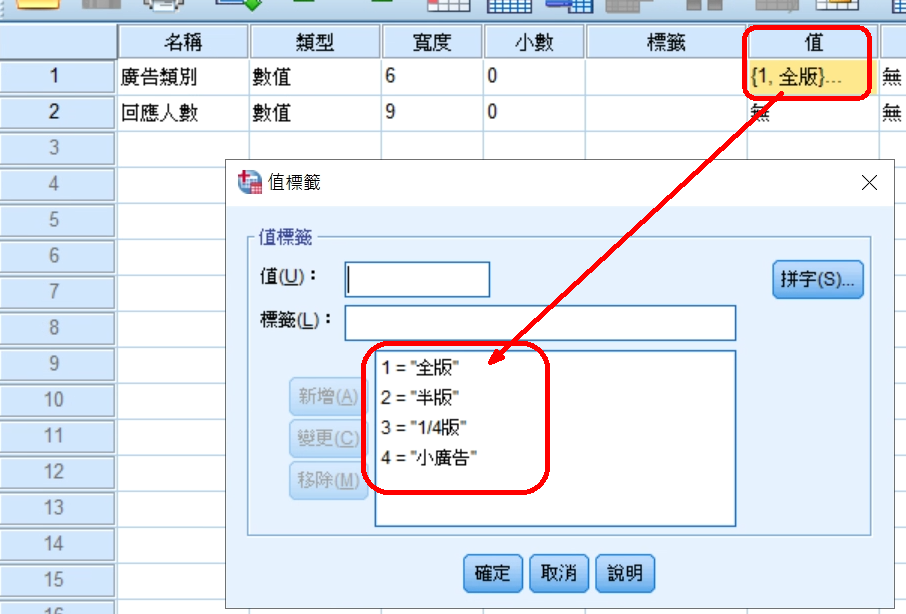 名稱 類型 寬度 小數 標籤 值
1 廣告類別 數值 6 0 {1, 全版}... 無
2 回應人數 數值 9 0 無 無
3
4
5
6
7
8
9
10
11
12
13
14
15
16
值標籤
值標籤
值(U)：
拼字(S)...
標籤(L)：
1 = "全版"
新增(A)
2 = "半版"
變更(C)
3 = "1/4版"
4 = "小廣告"
移除(M)
確定 取消 說明